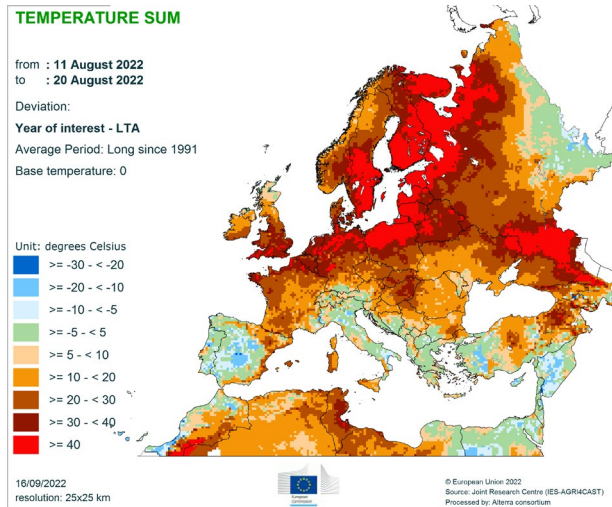 TEMPERATURE SUM
from : 11 August 2022
to : 20 August 2022
Deviation:
Year of interest - LTA
Average Period: Long since 1991
Base temperature: 0
Unit: degrees Celsius
>= -30 - < -20
>= -20 - < -10
>= -10 - < -5
>= -5 - < 5
>= 5 - < 10
>= 10 - < 20
>= 20 - < 30
>= 30 - < 40
>= 40
16/09/2022
resolution: 25x25 km
European
Commission
© European Union 2022
Source: Joint Research Centre (IES-AGRI4CAST)
Processed by: Alterra consortium